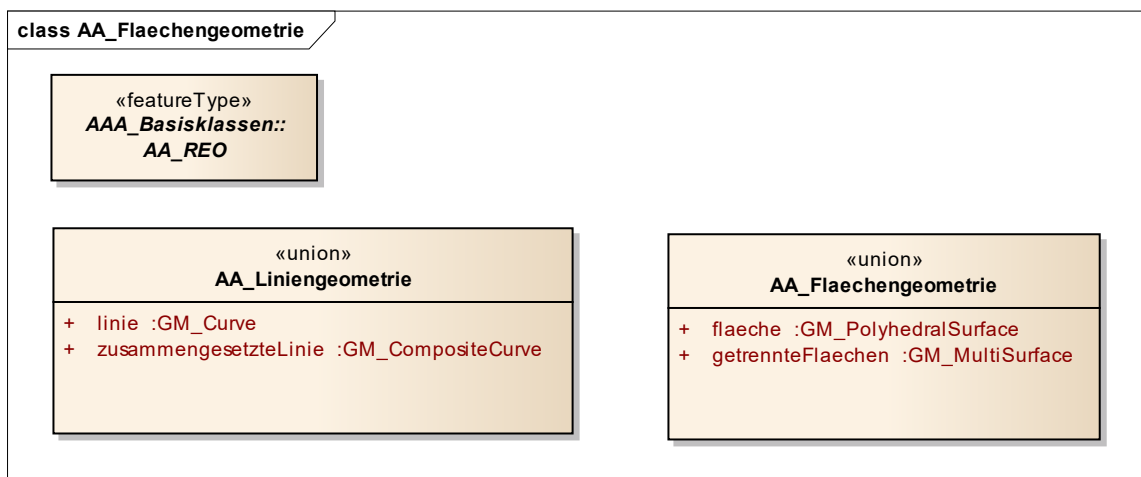 class AA_Flaechengeometrie
«featureType»
AAA_Basisklassen::
AA_REO
«union»
AA_Liniengeometrie
+ linie :GM_Curve
+ zusammengesetzteLinie :GM_CompositeCurve
«union»
AA_Flaechengeometrie
+ flaeche :GM_PolyhedralSurface
+ getrennteFlaechen :GM_MultiSurface